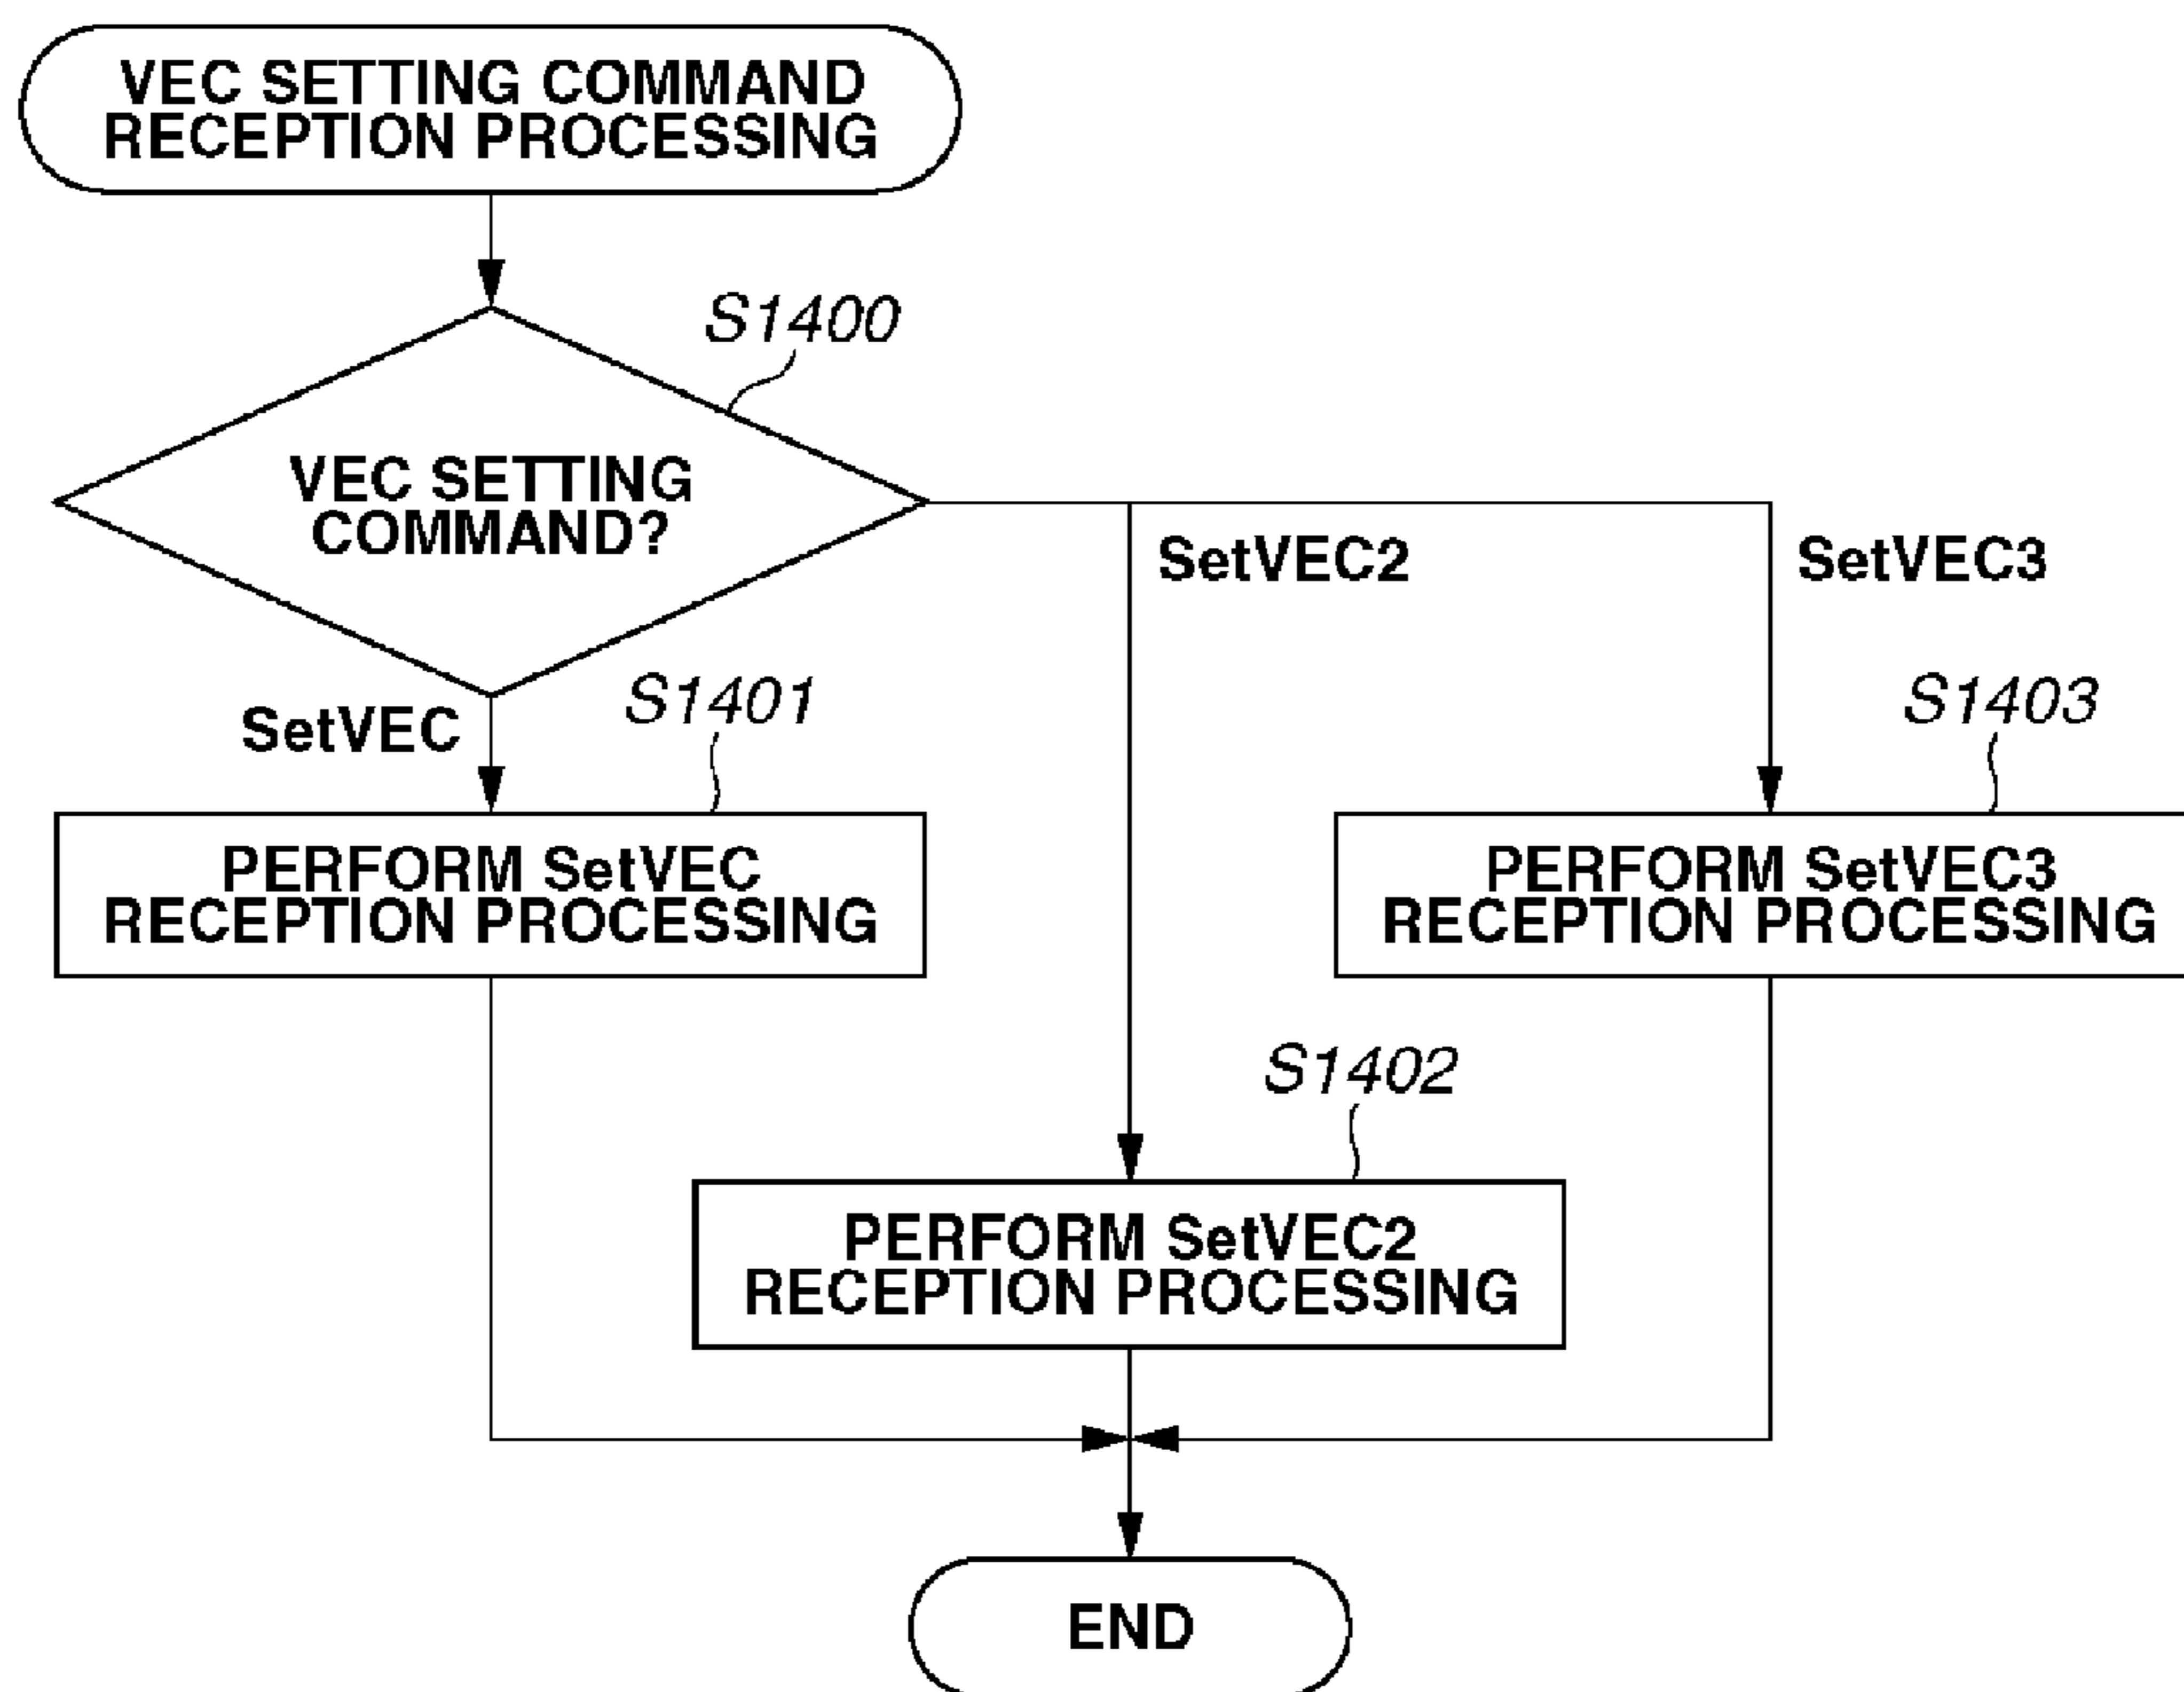 VEC SETTING COMMAND
RECEPTION PROCESSING
S1400
VEC SETTING
COMMAND?
SetVEC2
SetVEC3
SetVEC
S1401
S1403
PERFORM SetVEC
RECEPTION PROCESSING
PERFORM SetVEC3
RECEPTION PROCESSING
S1402
PERFORM SetVEC2
RECEPTION PROCESSING
END